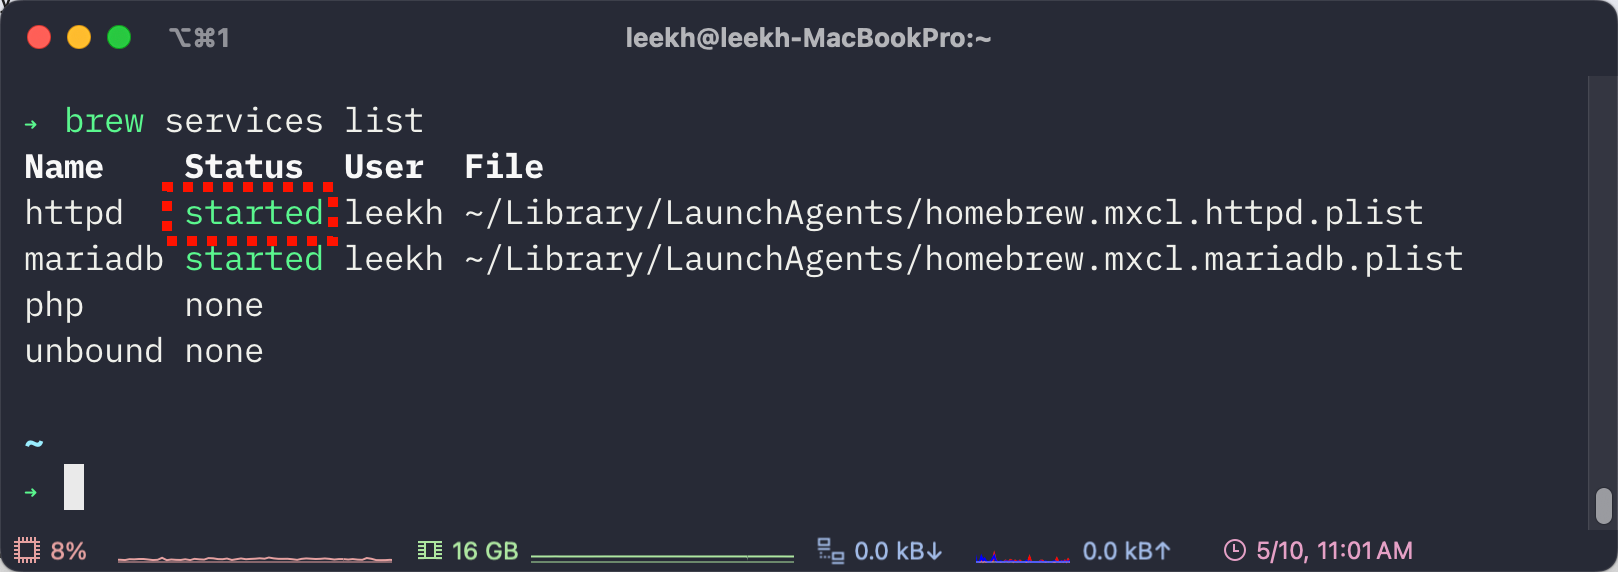 ⌥⌘1 leekh@leekh-MacBookPro:~
➜ brew services list
Name Status User File
httpd started leekh ~/Library/LaunchAgents/homebrew.mxcl.httpd.plist
mariadb started leekh ~/Library/LaunchAgents/homebrew.mxcl.mariadb.plist
php none
unbound none
~
➜
8% 16 GB 0.0 kB↓ 0.0 kB↑ 5/10, 11:01 AM